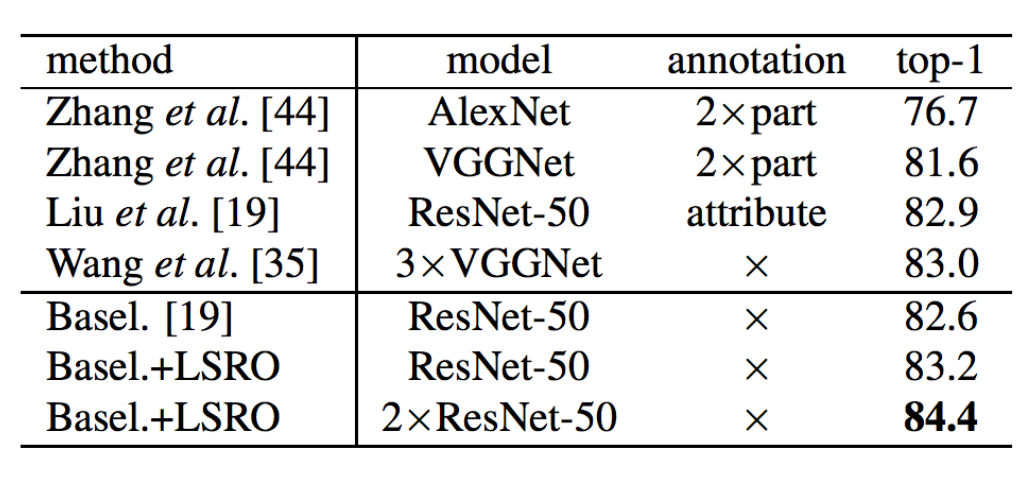 method model annotation top-1
Zhang et al. [44] AlexNet 2×part 76.7
Zhang et al. [44] VGGNet 2×part 81.6
Liu et al. [19] ResNet-50 attribute 82.9
Wang et al. [35] 3×VGGNet × 83.0
Basel. [19] ResNet-50 × 82.6
Basel.+LSRO ResNet-50 × 83.2
Basel.+LSRO 2×ResNet-50 × 84.4